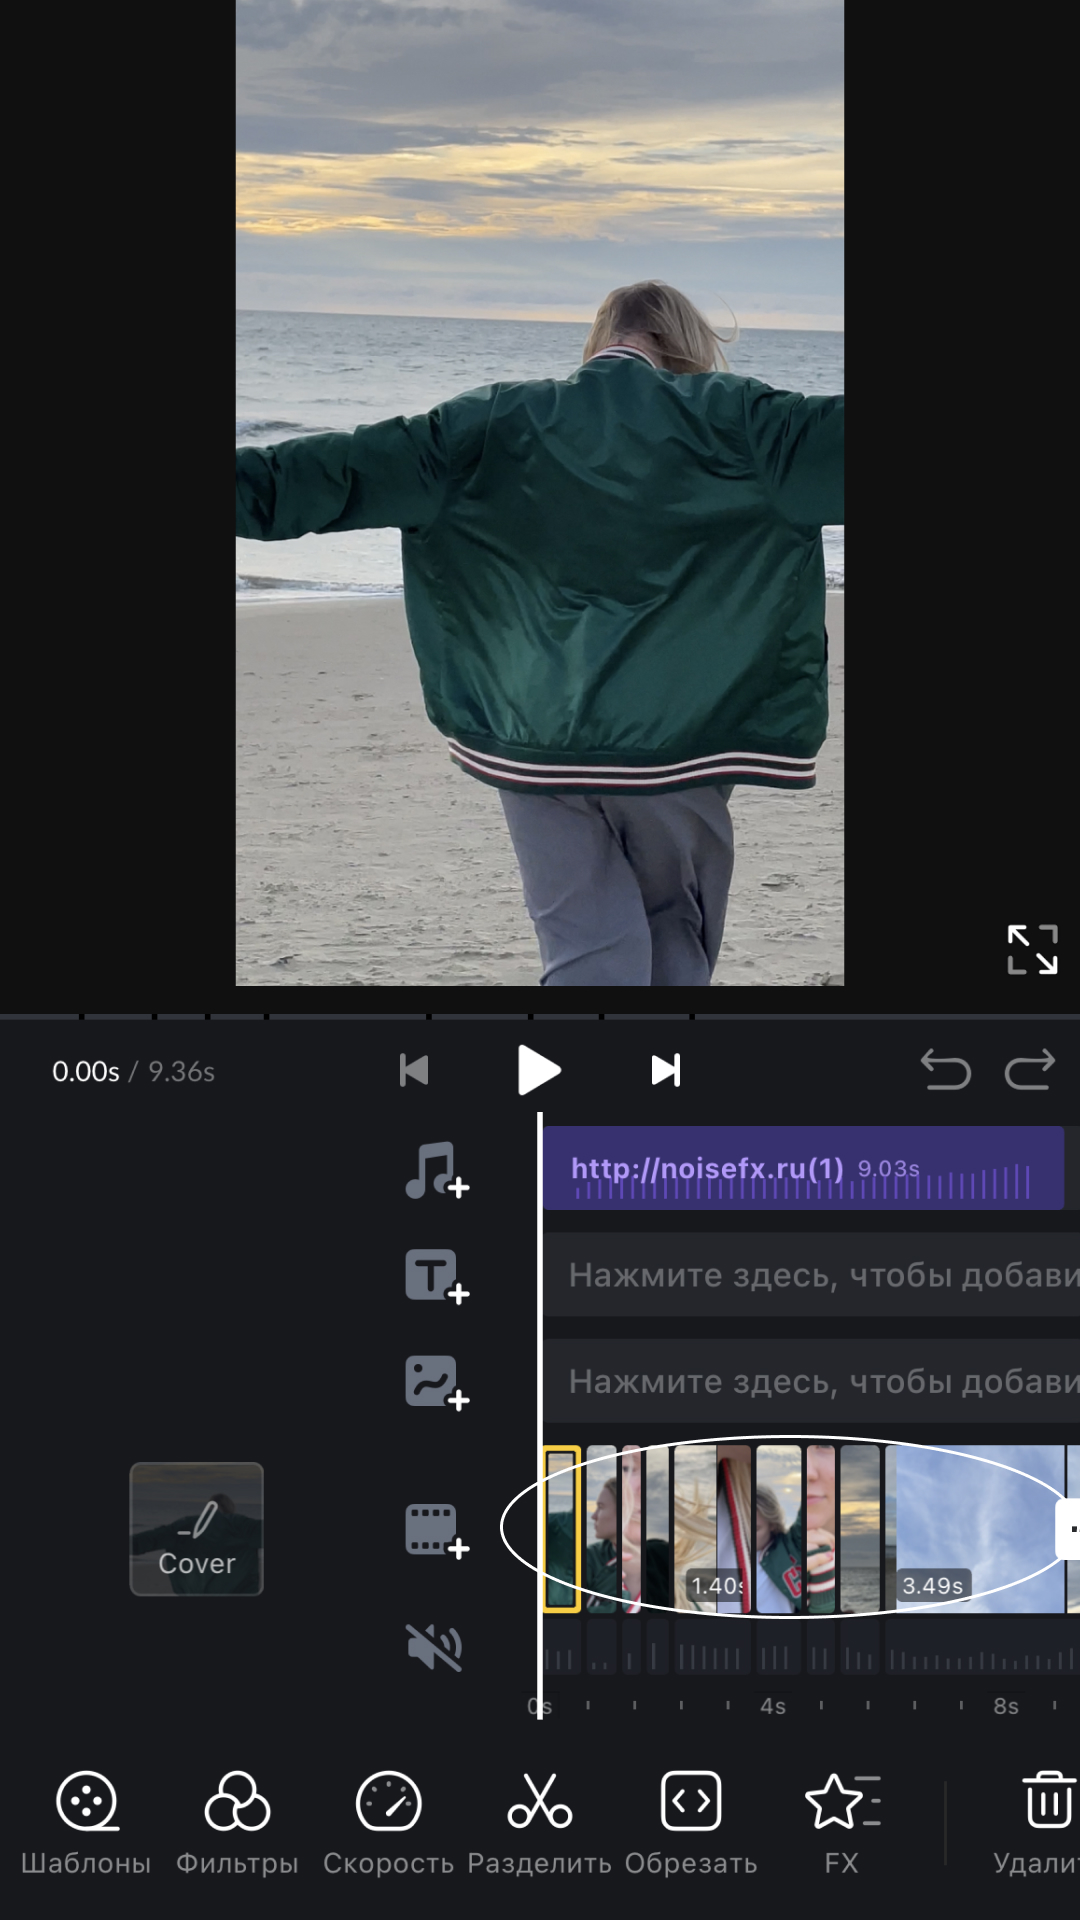 0.00s / 9.36s
http://noisefx.ru(1) 9.03s
Нажмите здесь, чтобы добави
Нажмите здесь, чтобы добави
Cover
1.40s
3.49s
0s 4s 8s
Шаблоны Фильтры Скорость Разделить Обрезать FX Удалит